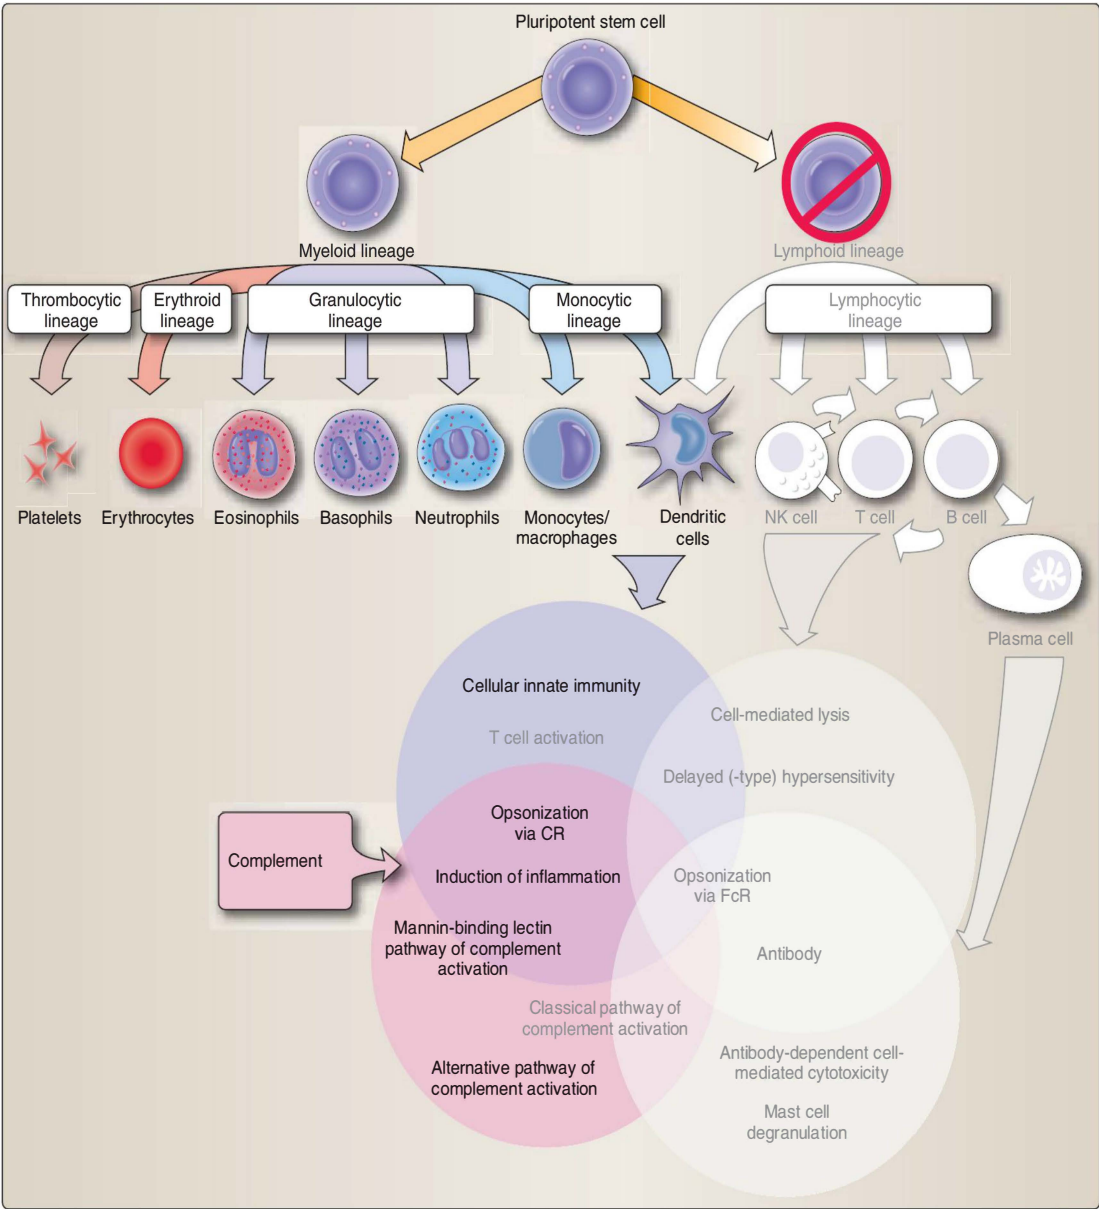 Pluripotent stem cell
Myeloid lineage
Lymphoid lineage
Thrombocytic
lineage
Erythroid
lineage
Granulocytic
lineage
Monocytic
lineage
Lymphocytic
lineage
Platelets
Erythrocytes
Eosinophils
Basophils
Neutrophils
Monocytes/
macrophages
Dendritic
cells
NK cell
T cell
B cell
Plasma cell
Cellular innate immunity
T cell activation
Cell-mediated lysis
Delayed (-type) hypersensitivity
Opsonization
via CR
Complement
Induction of inflammation
Opsonization
via FcR
Mannin-binding lectin
pathway of complement
activation
Antibody
Classical pathway of
complement activation
Alternative pathway of
complement activation
Antibody-dependent cell-
mediated cytotoxicity
Mast cell
degranulation